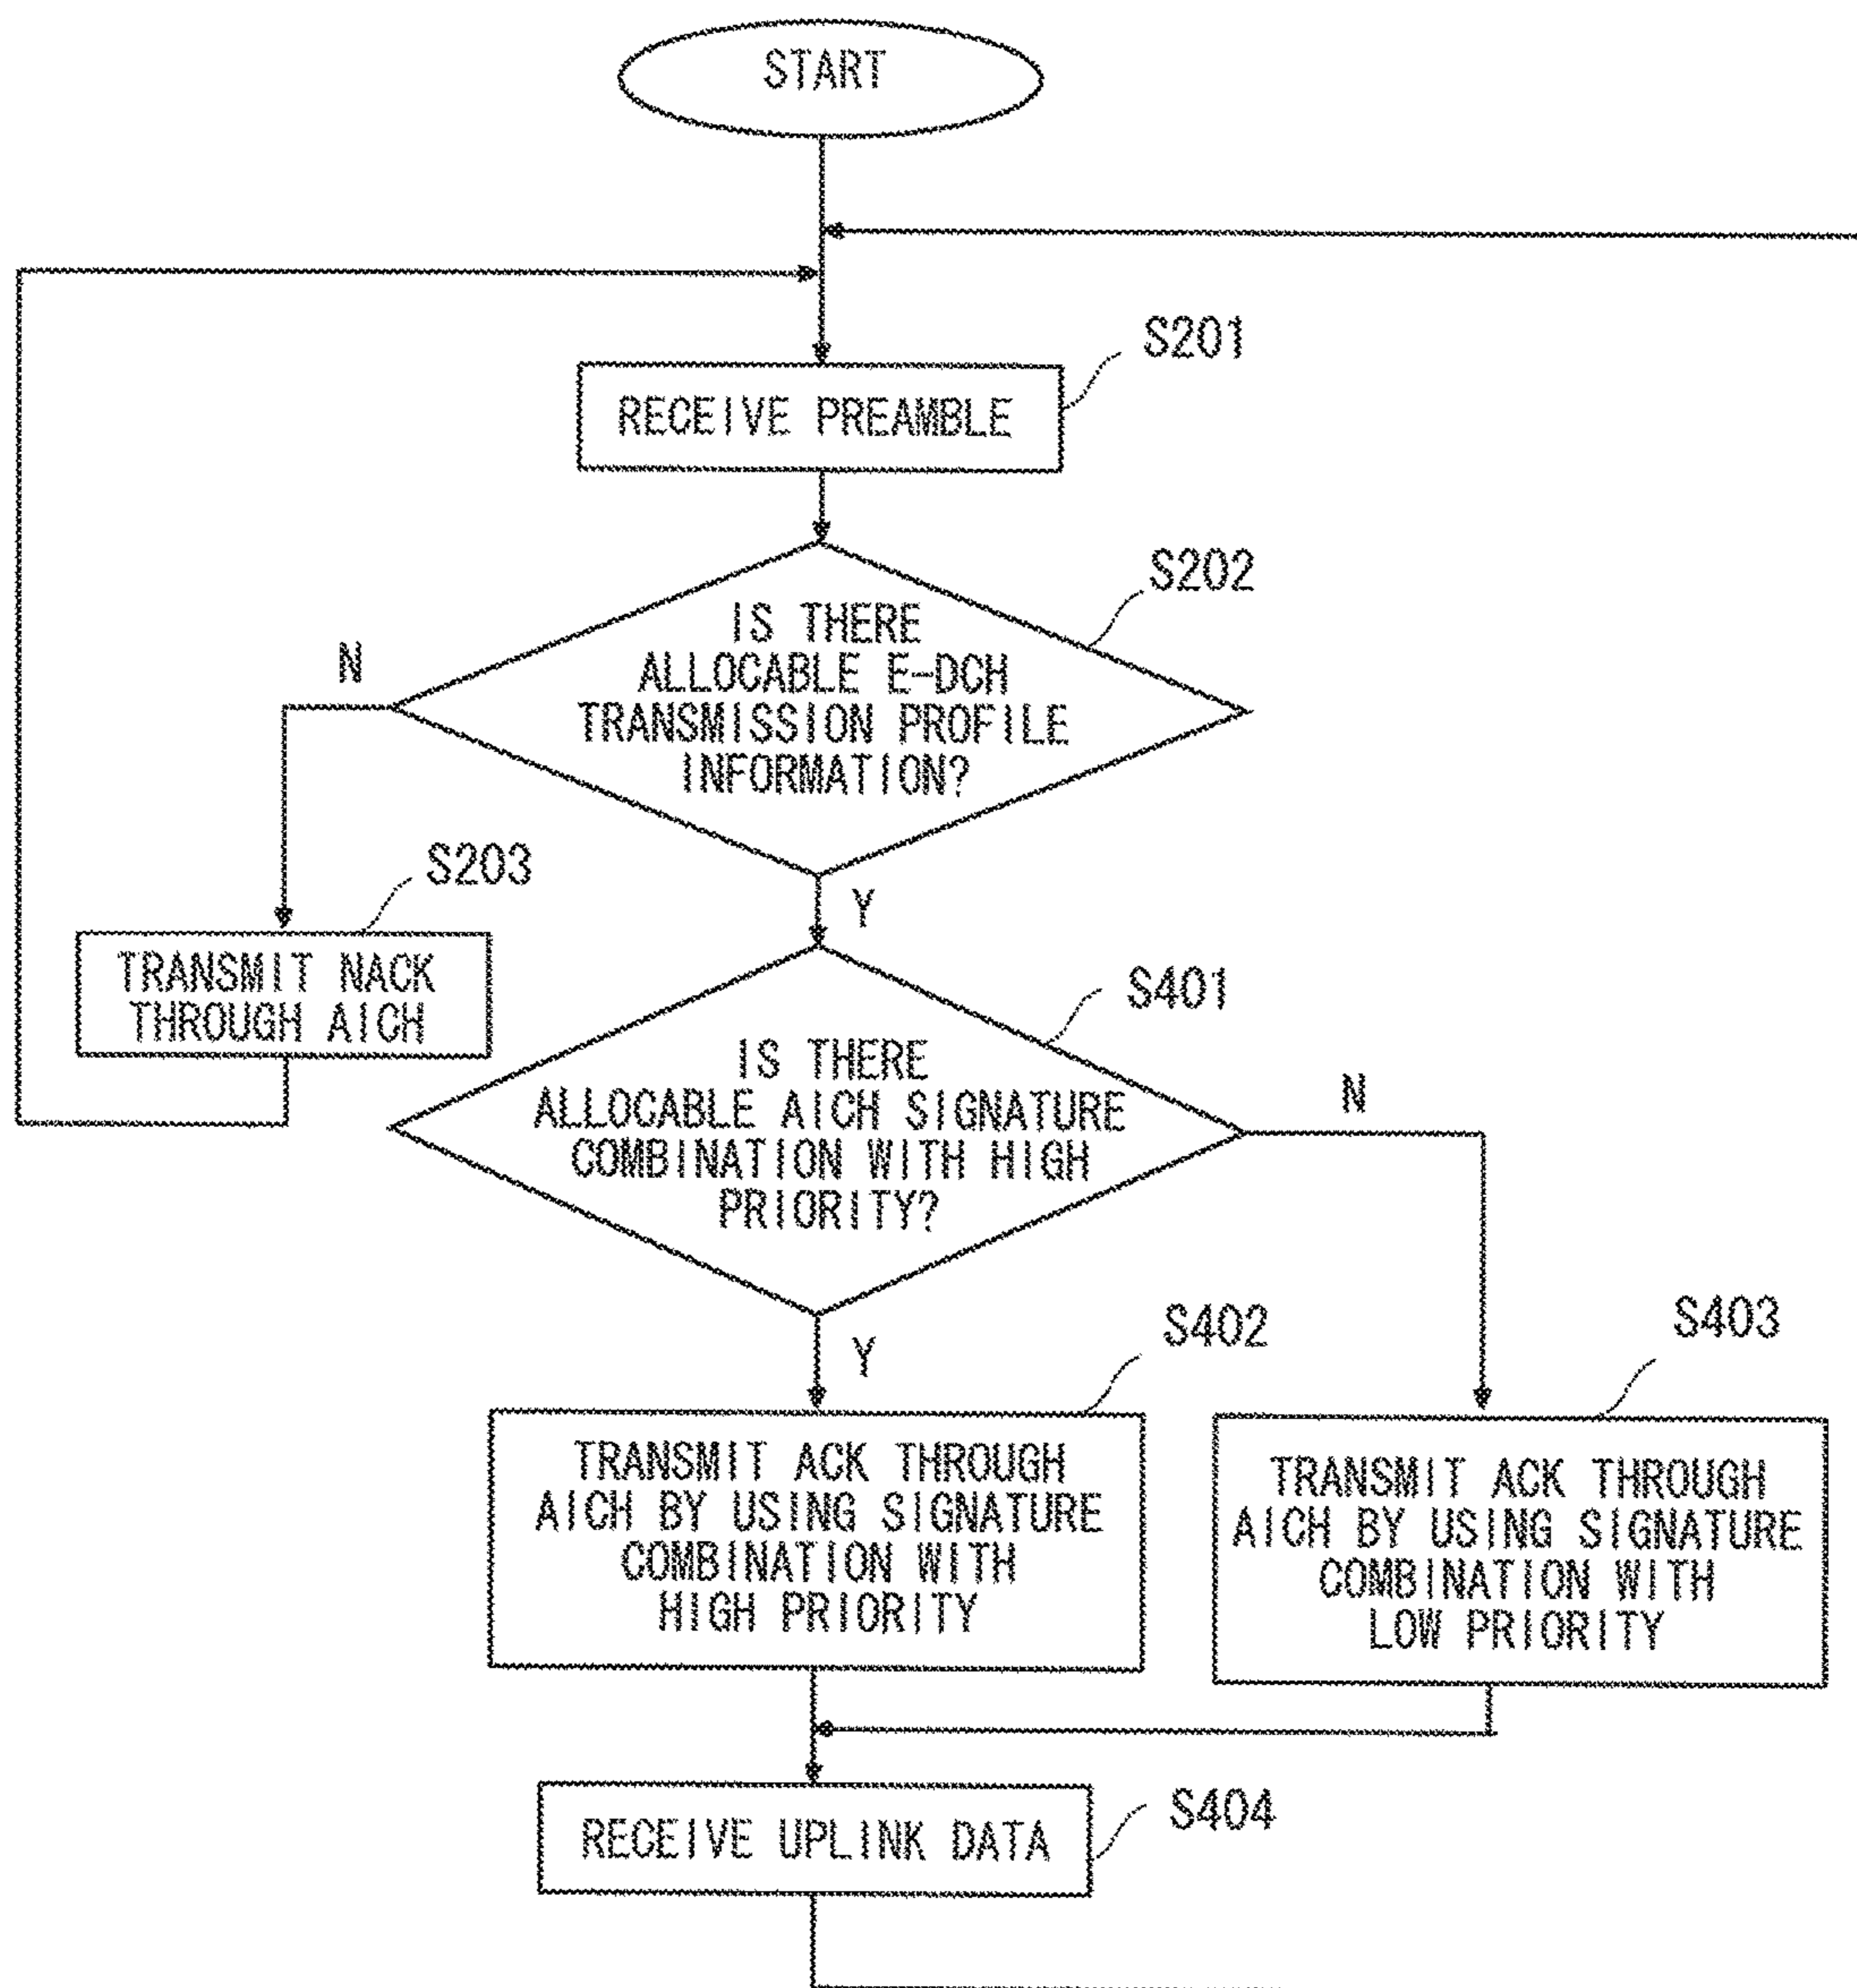 START
S201
RECEIVE PREAMBLE
S202
IS THERE
ALLOCABLE E-DCH
TRANSMISSION PROFILE
INFORMATION?
N
Y
S203
TRANSMIT NACK
THROUGH AICH
S401
IS THERE
ALLOCABLE AICH SIGNATURE
COMBINATION WITH HIGH
PRIORITY?
N
Y
S402
TRANSMIT ACK THROUGH
AICH BY USING SIGNATURE
COMBINATION WITH
HIGH PRIORITY
S403
TRANSMIT ACK THROUGH
AICH BY USING SIGNATURE
COMBINATION WITH
LOW PRIORITY
RECEIVE UPLINK DATA
S404